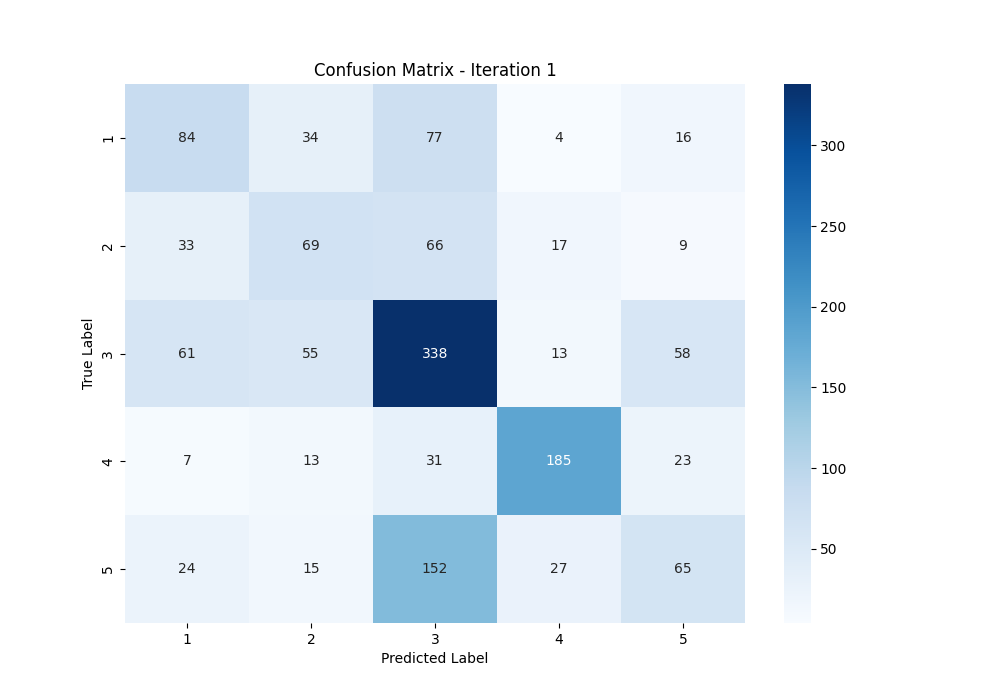 Confusion Matrix - Iteration 1
1 84 34 77 4 16
2 33 69 66 17 9
3 61 55 338 13 58
4 7 13 31 185 23
5 24 15 152 27 65
1 2 3 4 5
Predicted Label
True Label
300
250
200
150
100
50